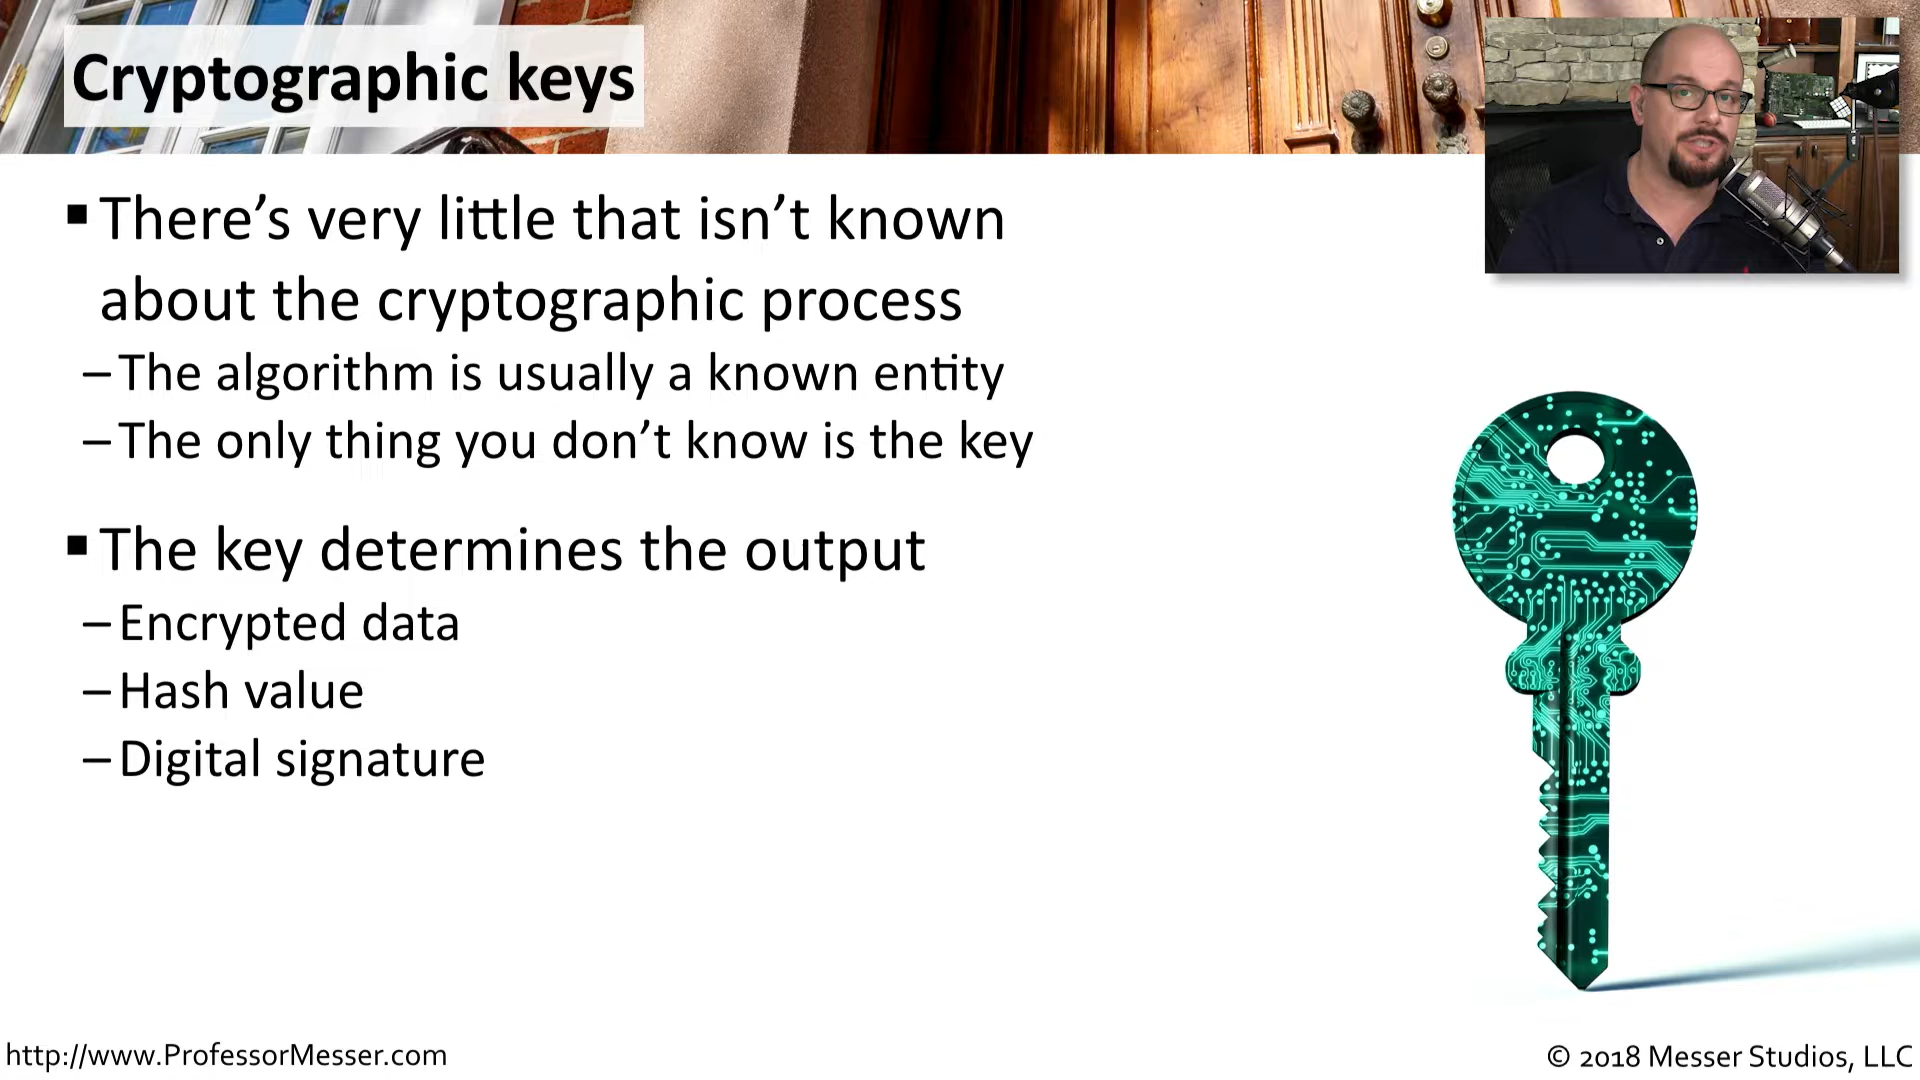 Cryptographic keys
▪ There’s very little that isn’t known
about the cryptographic process
– The algorithm is usually a known entity
– The only thing you don’t know is the key
▪ The key determines the output
– Encrypted data
– Hash value
– Digital signature
http://www.ProfessorMesser.com
© 2018 Messer Studios, LLC